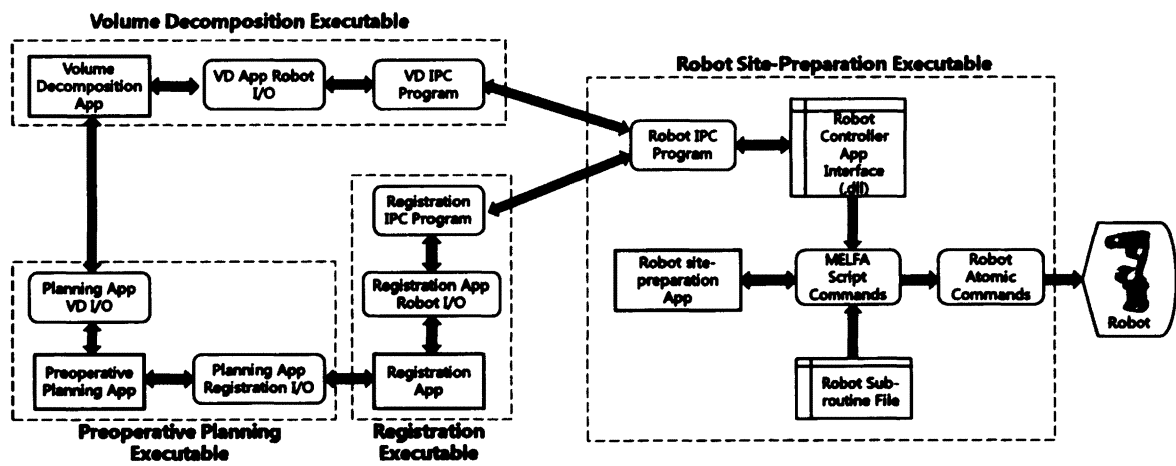 Volume Decomposition Executable
Volume
Decomposition
App
VD App Robot
I/O
VD IPC
Program
Robot Site-Preparation Executable
Robot IPC
Program
Robot
Controller
App
Interface
(.dll)
Registration
IPC Program
Registration App
Robot I/O
Registration
App
Planning App
VD I/O
Preoperative
Planning App
Planning App
Registration I/O
Robot site-
preparation
App
MELFA
Script
Commands
Robot
Atomic
Commands
Robot
Robot Sub-
routine File
Preoperative Planning
Executable
Registration
Executable